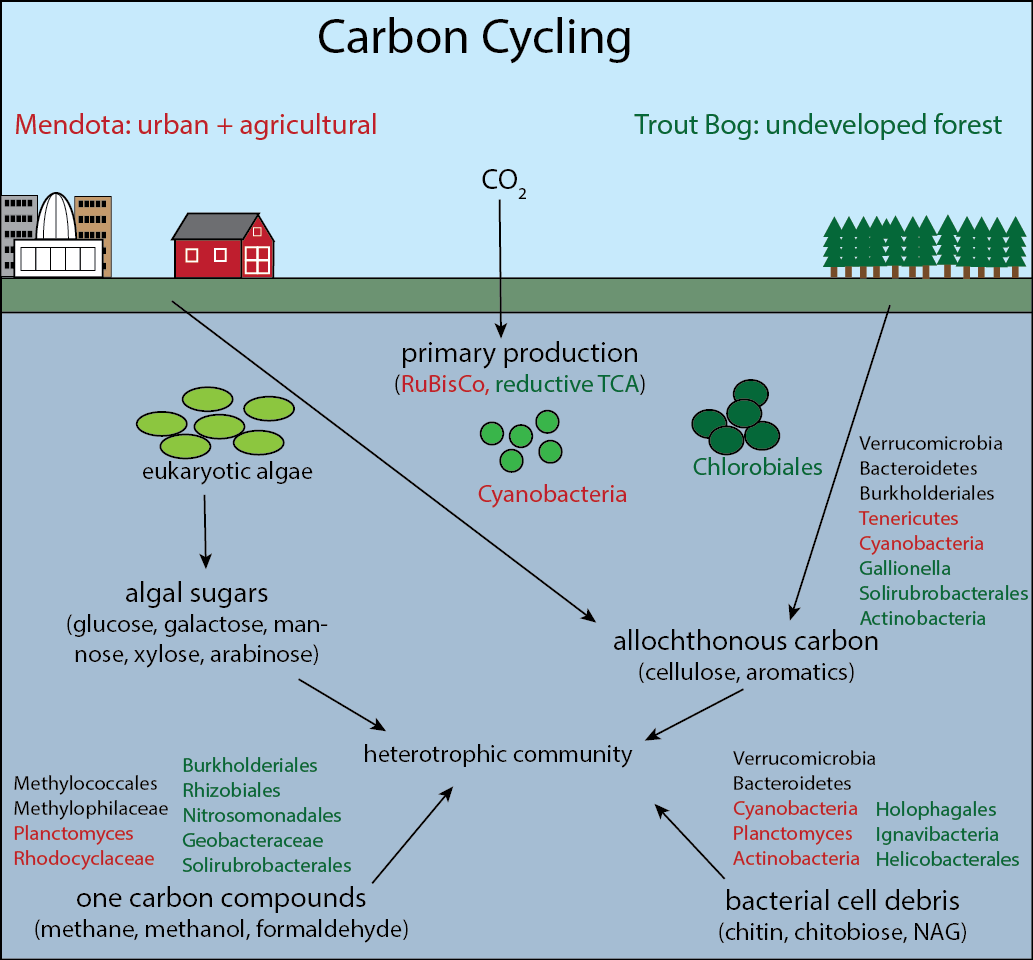 Carbon Cycling
Mendota: urban + agricultural
Trout Bog: undeveloped forest
CO2
primary production
(RuBisCo, reductive TCA)
eukaryotic algae
Cyanobacteria
Chlorobiales
Verrucomicrobia
Bacteroidetes
Burkholderiales
Tenericutes
Cyanobacteria
Gallionella
Solirubrobacterales
Actinobacteria
algal sugars
(glucose, galactose, man-
nose, xylose, arabinose)
allochthonous carbon
(cellulose, aromatics)
heterotrophic community
Methylococcales
Methylophilaceae
Planctomyces
Rhodocyclaceae
Burkholderiales
Rhizobiales
Nitrosomonadales
Geobacteraceae
Solirubrobacterales
one carbon compounds
(methane, methanol, formaldehyde)
Verrucomicrobia
Bacteroidetes
Cyanobacteria
Planctomyces
Actinobacteria
Holophagales
Ignavibacteria
Helicobacterales
bacterial cell debris
(chitin, chitobiose, NAG)